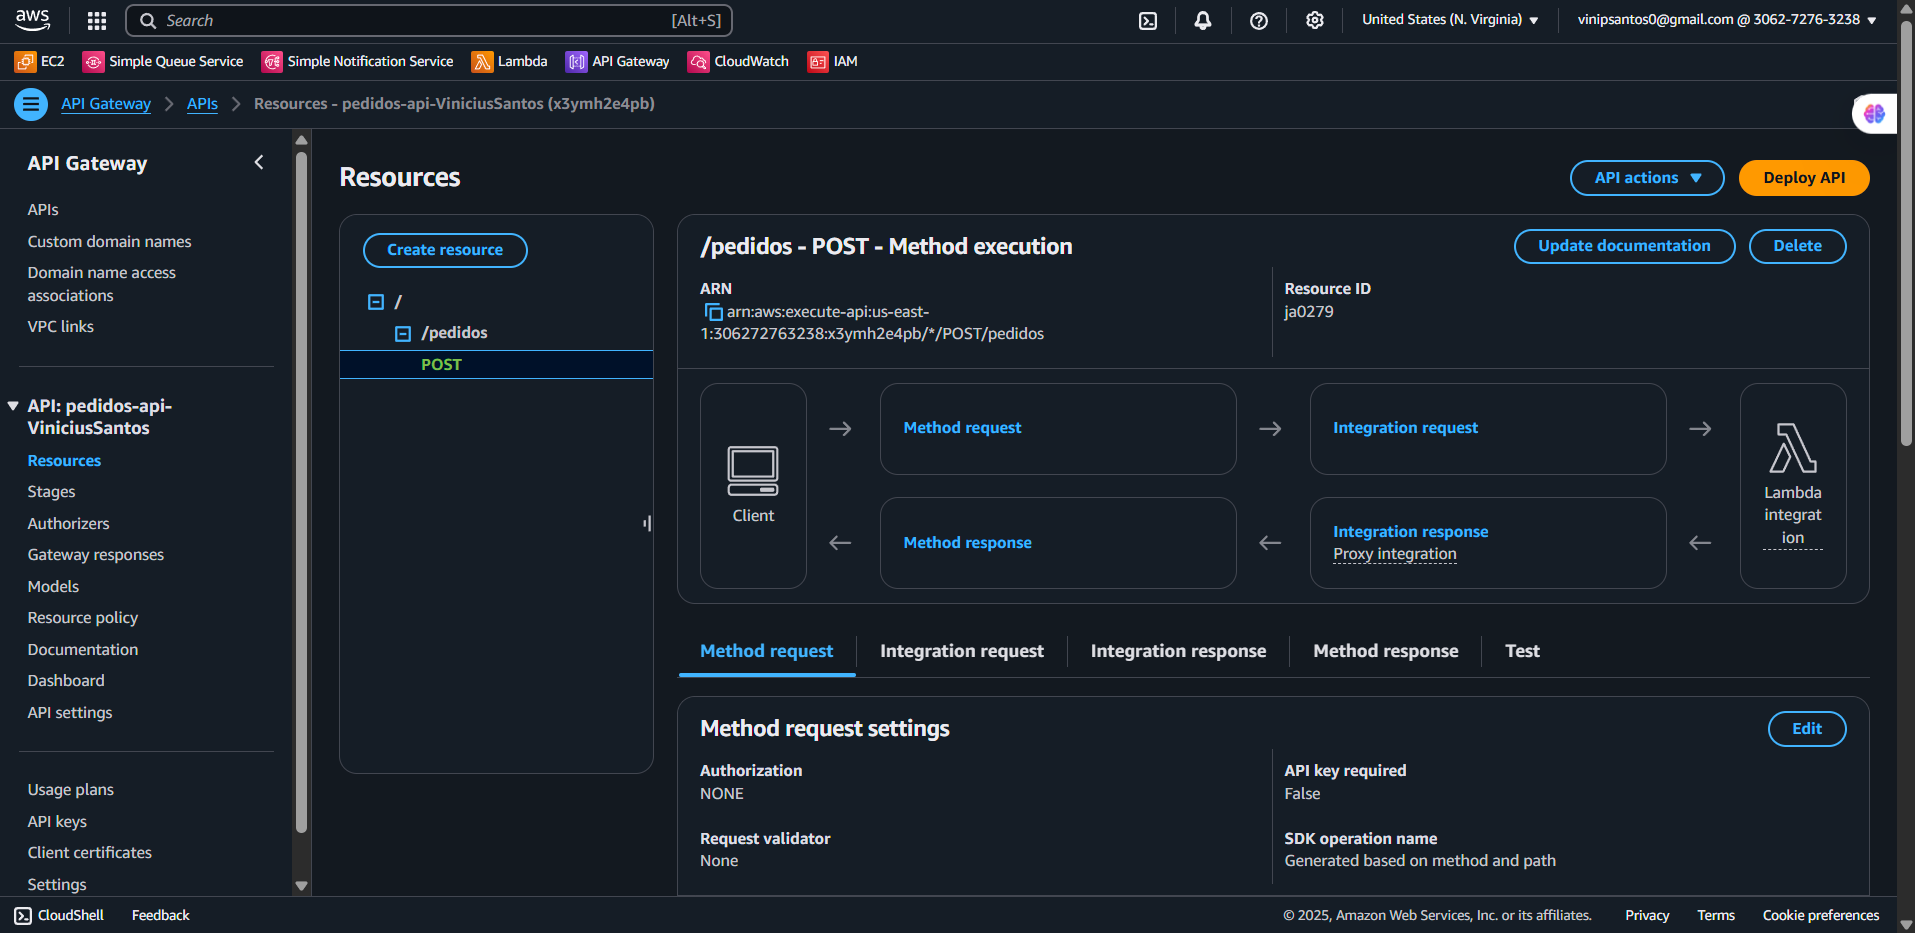 aws
Search
[Alt+S]
United States (N. Virginia)
vinipsantos0@gmail.com @ 3062-7276-3238
EC2
Simple Queue Service
Simple Notification Service
Lambda
API Gateway
CloudWatch
IAM
API Gateway
APIs
Resources - pedidos-api-ViniciusSantos (x3ymh2e4pb)
API Gateway
APIs
Custom domain names
Domain name access
associations
VPC links
API: pedidos-api-
ViniciusSantos
Resources
Stages
Authorizers
Gateway responses
Models
Resource policy
Documentation
Dashboard
API settings
Usage plans
API keys
Client certificates
Settings
Resources
API actions
Deploy API
Create resource
/
/pedidos
POST
/pedidos - POST - Method execution
Update documentation
Delete
ARN
arn:aws:execute-api:us-east-
1:306272763238:x3ymh2e4pb/*/POST/pedidos
Resource ID
ja0279
Client
Method request
Integration request
Method response
Integration response
Proxy integration
Lambda
integrat
ion
Method request
Integration request
Integration response
Method response
Test
Method request settings
Edit
Authorization
NONE
API key required
False
Request validator
None
SDK operation name
Generated based on method and path
CloudShell
Feedback
© 2025, Amazon Web Services, Inc. or its affiliates.
Privacy
Terms
Cookie preferences